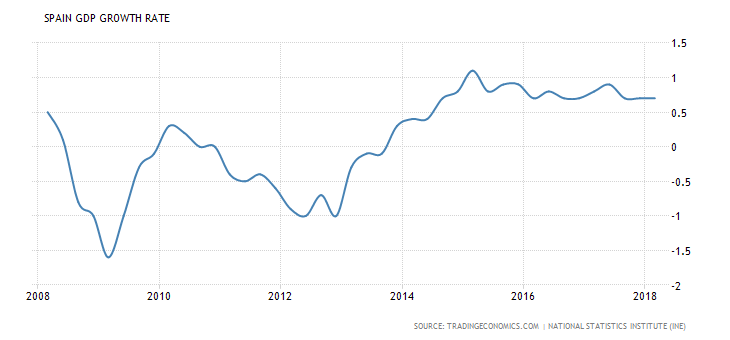 SPAIN GDP GROWTH RATE
1.5
1
0.5
0
-0.5
-1
-1.5
-2
2008 2010 2012 2014 2016 2018
SOURCE: TRADINGECONOMICS.COM | NATIONAL STATISTICS INSTITUTE (INE)